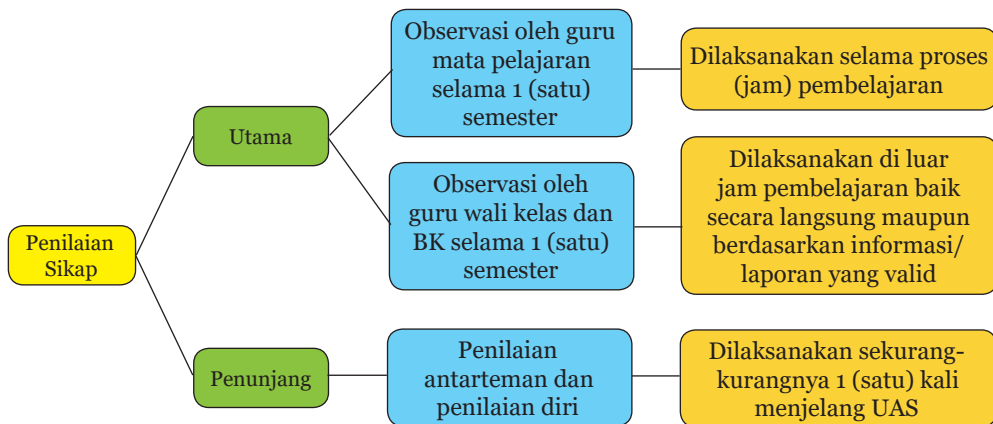 Penilaian
Sikap
Utama
Observasi oleh guru
mata pelajaran
selama 1 (satu)
semester
Dilaksanakan selama proses
(jam) pembelajaran
Observasi oleh
guru wali kelas dan
BK selama 1 (satu)
semester
Dilaksanakan di luar
jam pembelajaran baik
secara langsung maupun
berdasarkan informasi/
laporan yang valid
Penunjang
Penilaian
antarteman dan
penilaian diri
Dilaksanakan sekurang-
kurangnya 1 (satu) kali
menjelang UAS